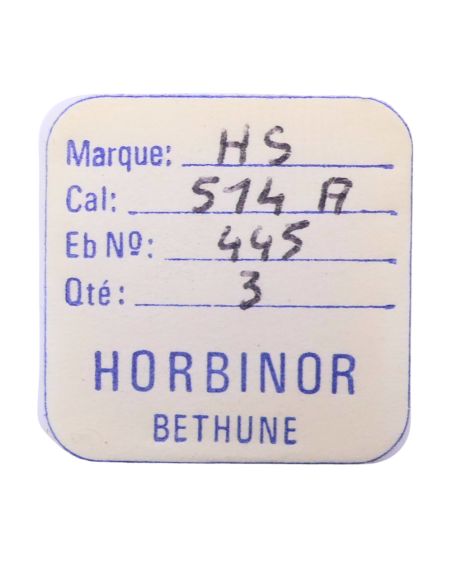 Marque: HS
Cal: 514 A
Eb Nº: 445
Qté: 3
HORBINOR
BETHUNE